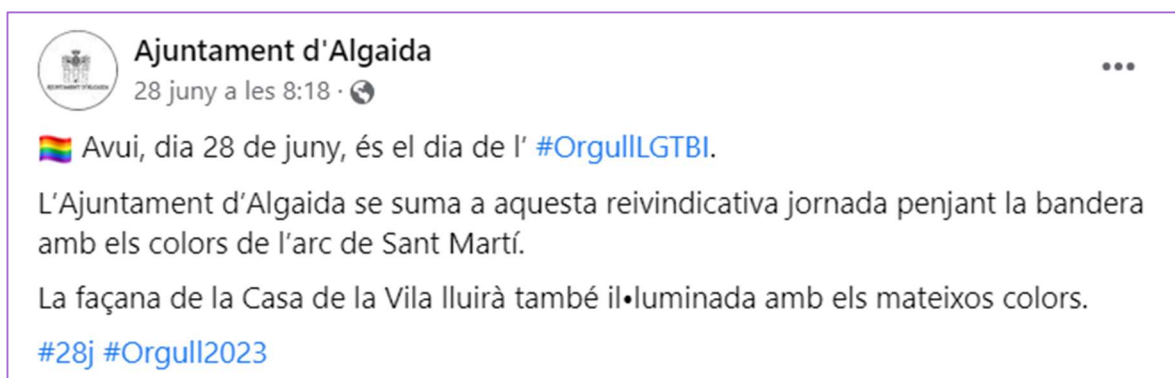 Ajuntament d'Algaida
28 juny a les 8:18 ·
🏳️‍🌈 Avui, dia 28 de juny, és el dia de l’ #OrgullLGTBI.
L’Ajuntament d’Algaida se suma a aquesta reivindicativa jornada penjant la bandera
amb els colors de l’arc de Sant Martí.
La façana de la Casa de la Vila lluirà també il•luminada amb els mateixos colors.
#28j #Orgull2023